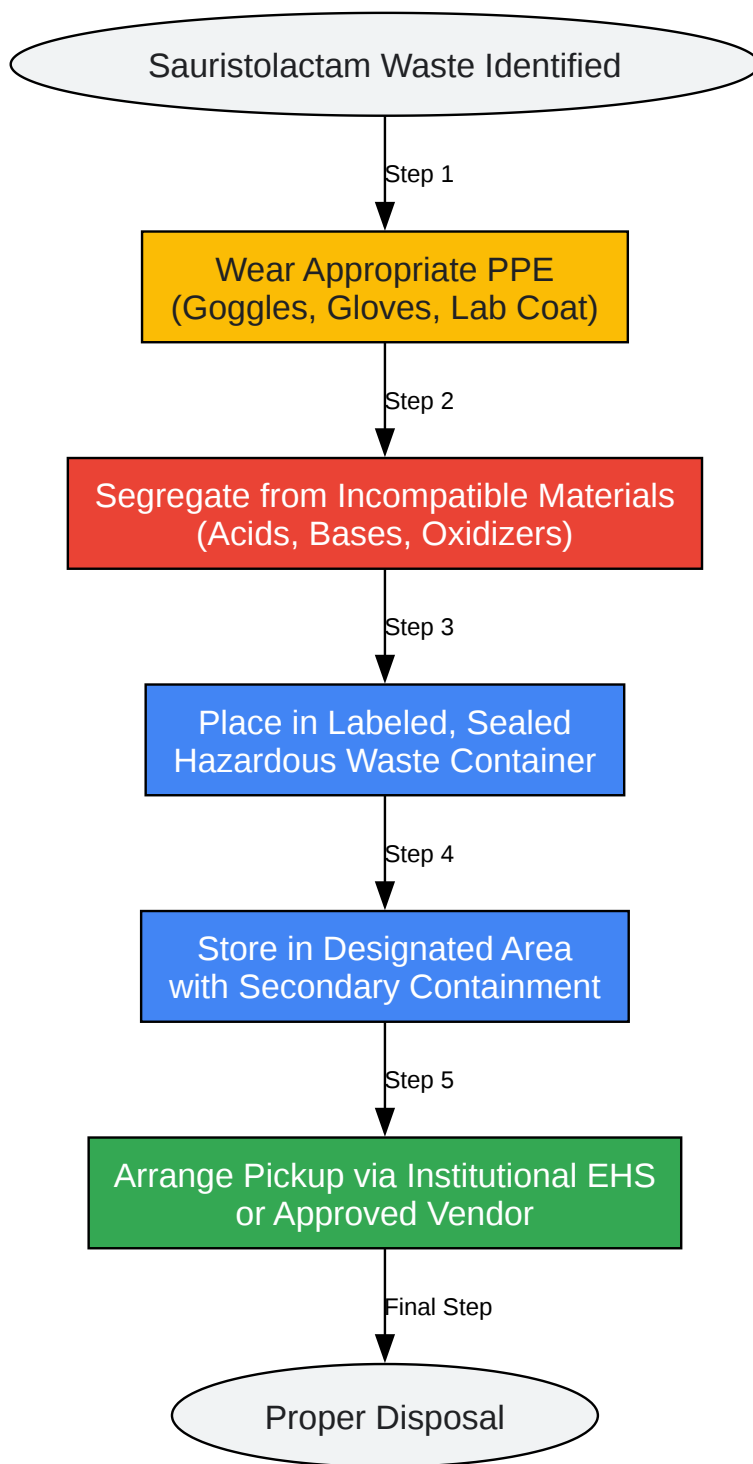 Sauristolactam Waste Identified
Step 1
Wear Appropriate PPE
(Goggles, Gloves, Lab Coat)
Step 2
Segregate from Incompatible Materials
(Acids, Bases, Oxidizers)
Step 3
Place in Labeled, Sealed
Hazardous Waste Container
Step 4
Store in Designated Area
with Secondary Containment
Step 5
Arrange Pickup via Institutional EHS
or Approved Vendor
Final Step
Proper Disposal